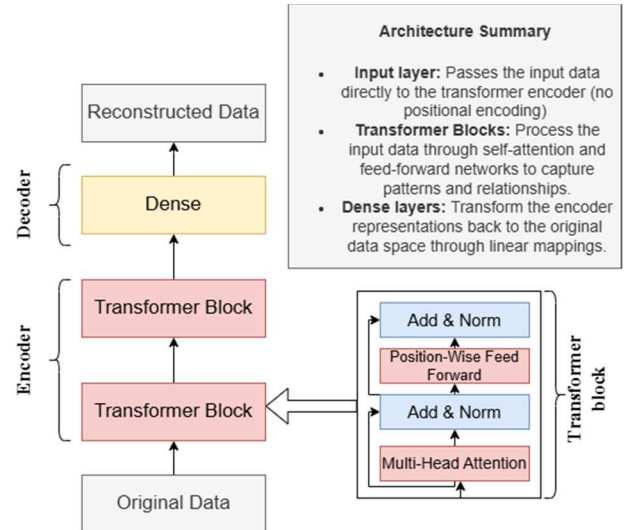 Architecture Summary
• Input layer: Passes the input data
directly to the transformer encoder (no
positional encoding)
• Transformer Blocks: Process the
input data through self-attention and
feed-forward networks to capture
patterns and relationships.
• Dense layers: Transform the encoder
representations back to the original
data space through linear mappings.
Reconstructed Data
Decoder
Dense
Encoder
Transformer Block
Transformer Block
Original Data
Add & Norm
Position-Wise Feed
Forward
Add & Norm
Multi-Head Attention
Transformer
block